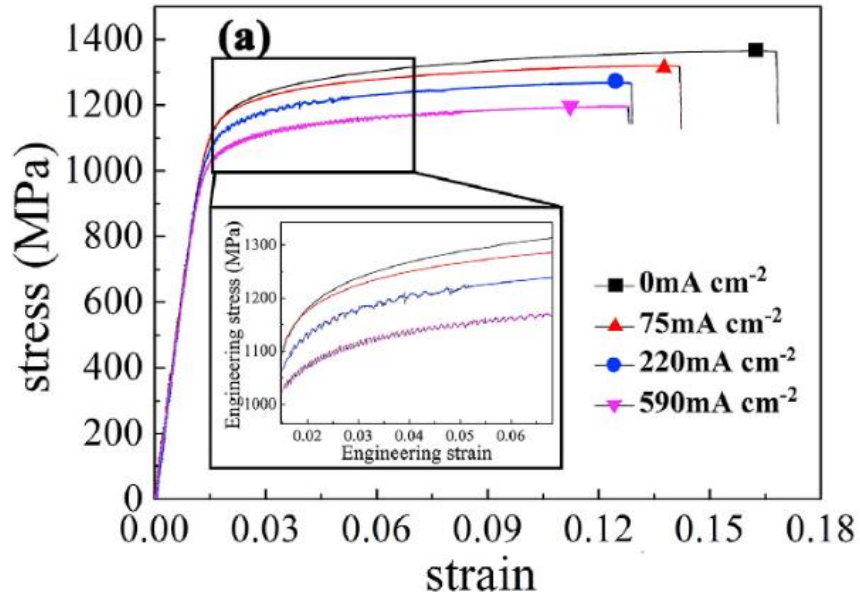 (a)
stress (MPa)
1400
1200
1000
800
600
400
200
0
0.00 0.03 0.06 0.09 0.12 0.15 0.18
strain
0mA cm-2
75mA cm-2
220mA cm-2
590mA cm-2
Engineering stress (MPa)
1300
1200
1100
1000
0.02 0.03 0.04 0.05 0.06
Engineering strain